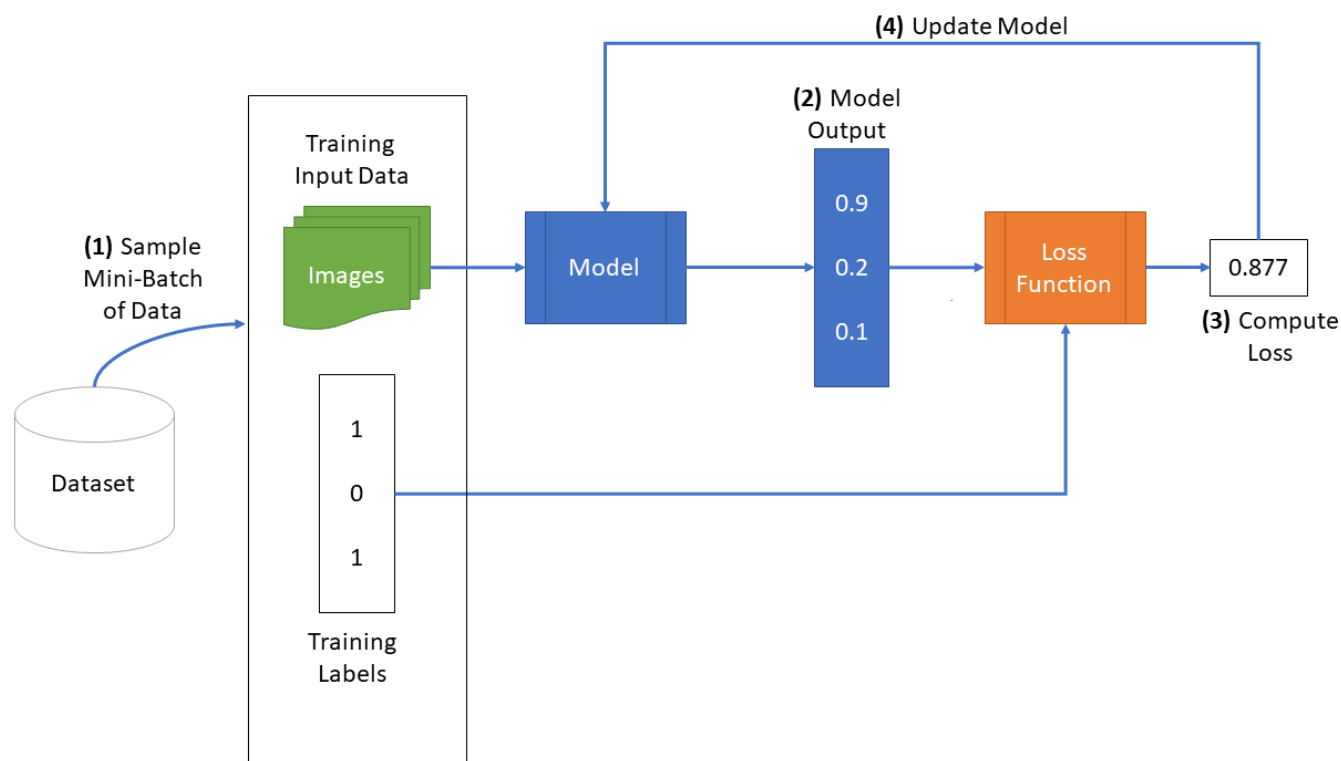 (4) Update Model
(2) Model
Output
Training
Input Data
0.9
(1) Sample
Mini-Batch
of Data
Images
Model
0.2
Loss
Function
0.877
0.1
(3) Compute
Loss
1
Dataset
0
1
Training
Labels